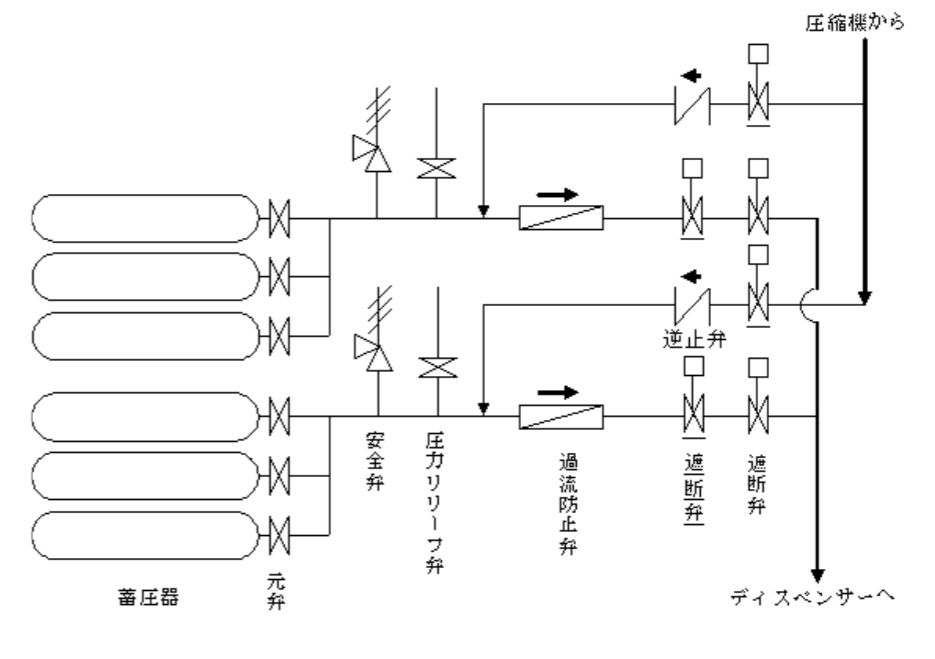 圧縮機から
逆止弁
安全弁
圧力リリーフ弁
過流防止弁
遮断弁
遮断弁
元弁
蓄圧器
ディスペンサーへ